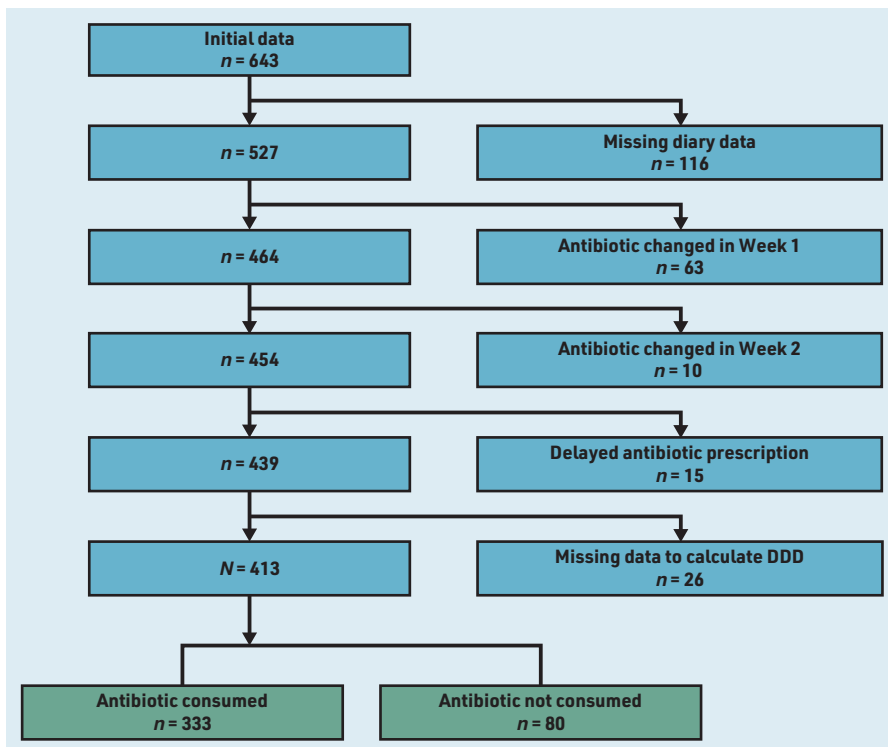 Initial data
n = 643
n = 527
Missing diary data
n = 116
n = 464
Antibiotic changed in Week 1
n = 63
n = 454
Antibiotic changed in Week 2
n = 10
n = 439
Delayed antibiotic prescription
n = 15
N = 413
Missing data to calculate DDD
n = 26
Antibiotic consumed
n = 333
Antibiotic not consumed
n = 80